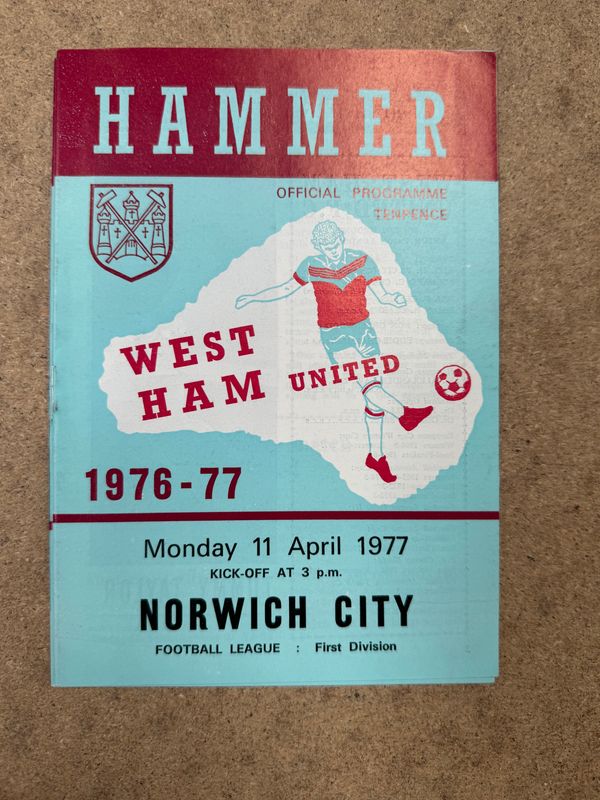 HAMMER
OFFICIAL PROGRAMME
TENPENCE
WEST
HAM UNITED
1976-77
Monday 11 April 1977
KICK-OFF AT 3 p.m.
NORWICH CITY
FOOTBALL LEAGUE : First Division